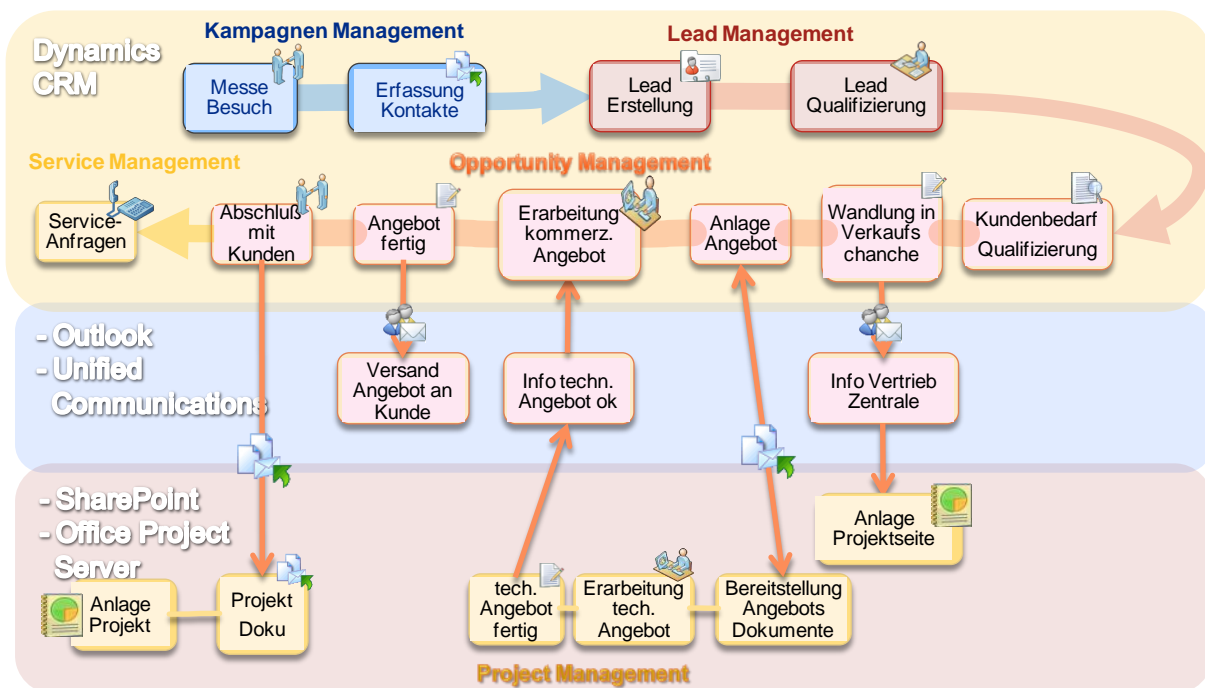 Kampagnen Management
Lead Management
Dynamics
CRM
Messe
Besuch
Erfassung
Kontakte
Lead
Erstellung
Lead
Qualifizierung
Service Management
Opportunity Management
Service-
Anfragen
Abschluß
mit
Kunden
Angebot
fertig
Erarbeitung
kommerz.
Angebot
Anlage
Angebot
Wandlung in
Verkaufs
chanche
Kundenbedarf
Qualifizierung
- Outlook
- Unified
Communications
Versand
Angebot an
Kunde
Info techn.
Angebot ok
Info Vertrieb
Zentrale
- SharePoint
- Office Project
Server
Anlage
Projektseite
Anlage
Projekt
Projekt
Doku
tech.
Angebot
fertig
Erarbeitung
tech.
Angebot
Bereitstellung
Angebots
Dokumente
Project Management